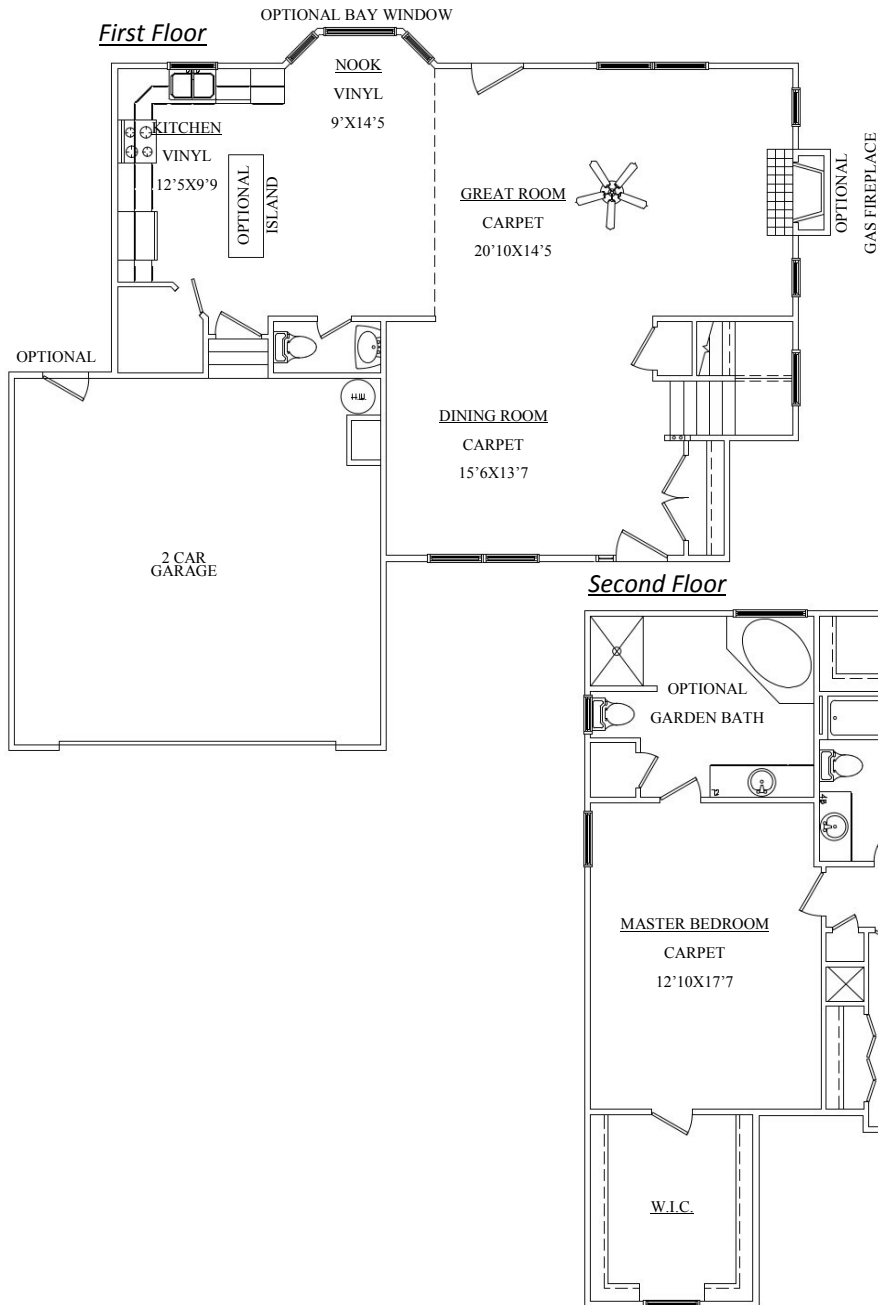 First Floor
OPTIONAL BAY WINDOW
NOOK
VINYL
9’X14’5
KITCHEN
VINYL
12’5X9’9
OPTIONAL
ISLAND
GREAT ROOM
CARPET
20’10X14’5
OPTIONAL
GAS FIREPLACE
OPTIONAL
H.W.
DINING ROOM
CARPET
15’6X13’7
2 CAR
GARAGE
Second Floor
OPTIONAL
GARDEN BATH
MASTER BEDROOM
CARPET
12’10X17’7
W.I.C.